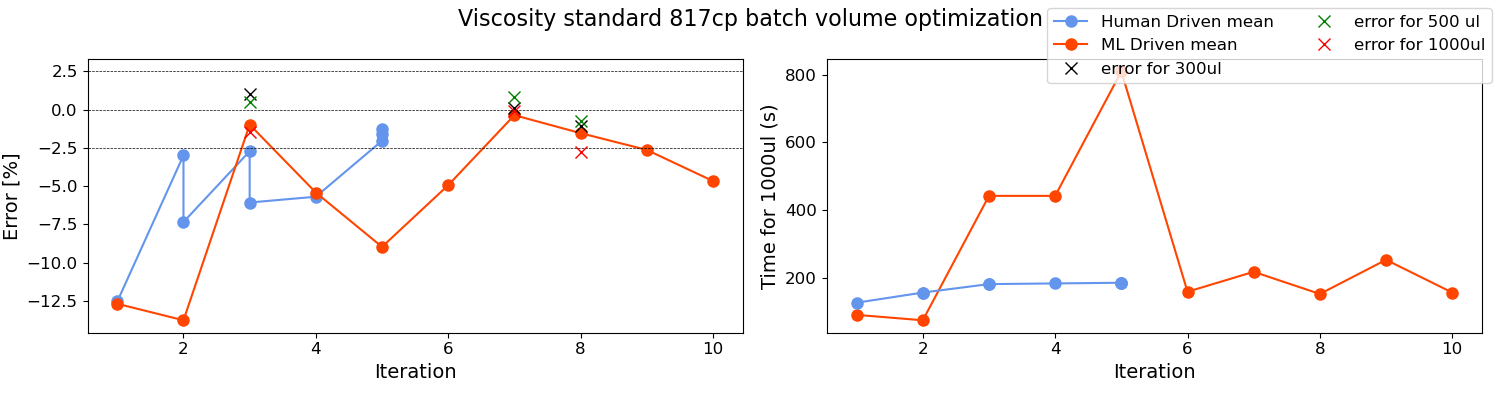 Viscosity standard 817cp batch volume optimization
Human Driven mean
ML Driven mean
error for 300ul
error for 500 ul
error for 1000ul
Error [%]
2.5
0.0
−2.5
−5.0
−7.5
−10.0
−12.5
2 4 6 8 10
Iteration
Time for 1000ul (s)
800
600
400
200
2 4 6 8 10
Iteration